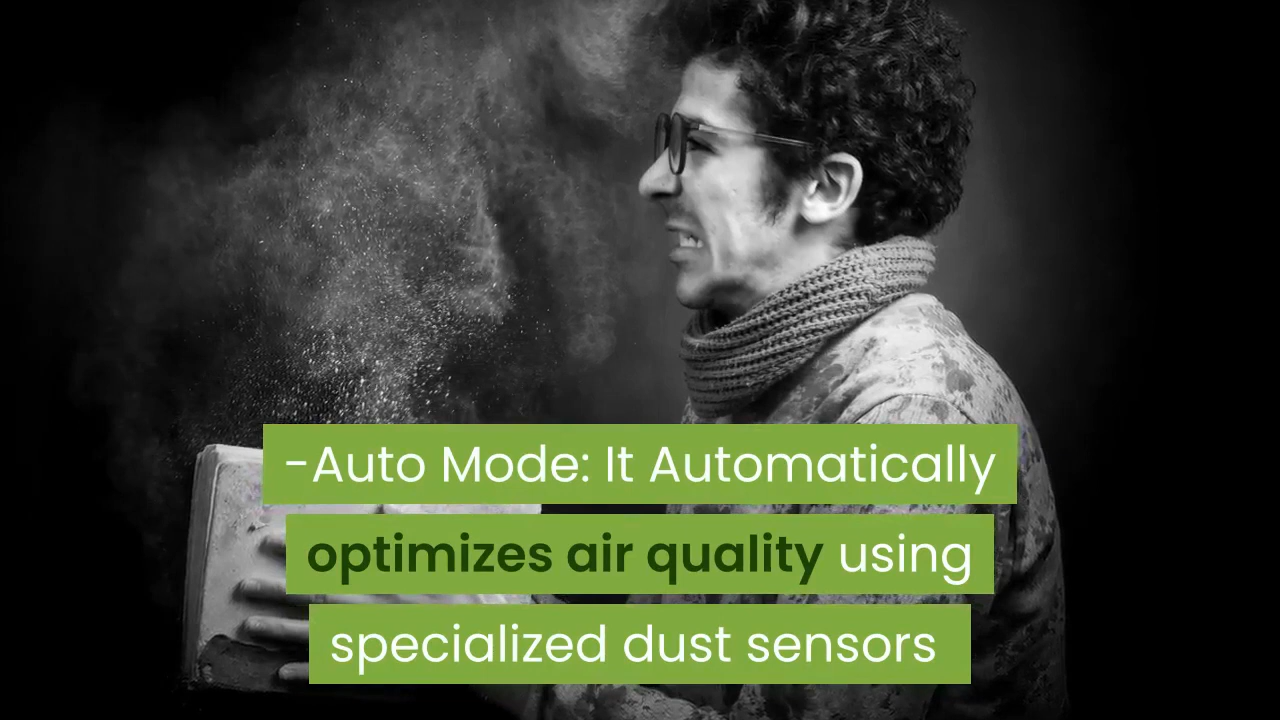 -Auto Mode: It Automatically
optimizes air quality using
specialized dust sensors